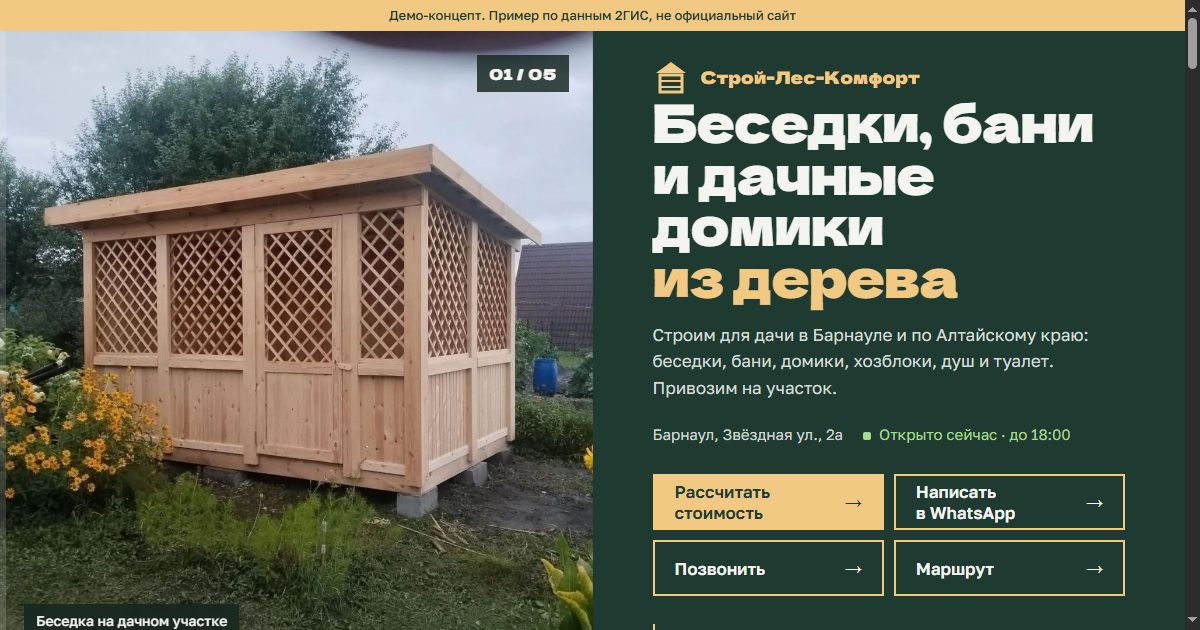 Демо-концепт. Пример по данным 2ГИС, не официальный сайт
01 / 05
Строй-Лес-Комфорт
Беседки, бани
и дачные
домики
из дерева
Строим для дачи в Барнауле и по Алтайскому краю:
беседки, бани, домики, хозблоки, душ и туалет.
Привозим на участок.
Барнаул, Звёздная ул., 2а
Открыто сейчас · до 18:00
Рассчитать
стоимость →
Написать
в WhatsApp →
Позвонить →
Маршрут →
Беседка на дачном участке